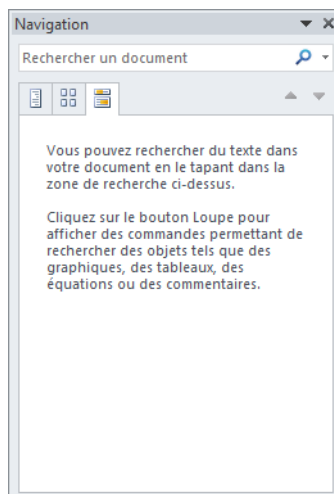 Navigation
Rechercher un document
Vous pouvez rechercher du texte dans
votre document en le tapant dans la
zone de recherche ci-dessus.
Cliquez sur le bouton Loupe pour
afficher des commandes permettant de
rechercher des objets tels que des
graphiques, des tableaux, des
équations ou des commentaires.